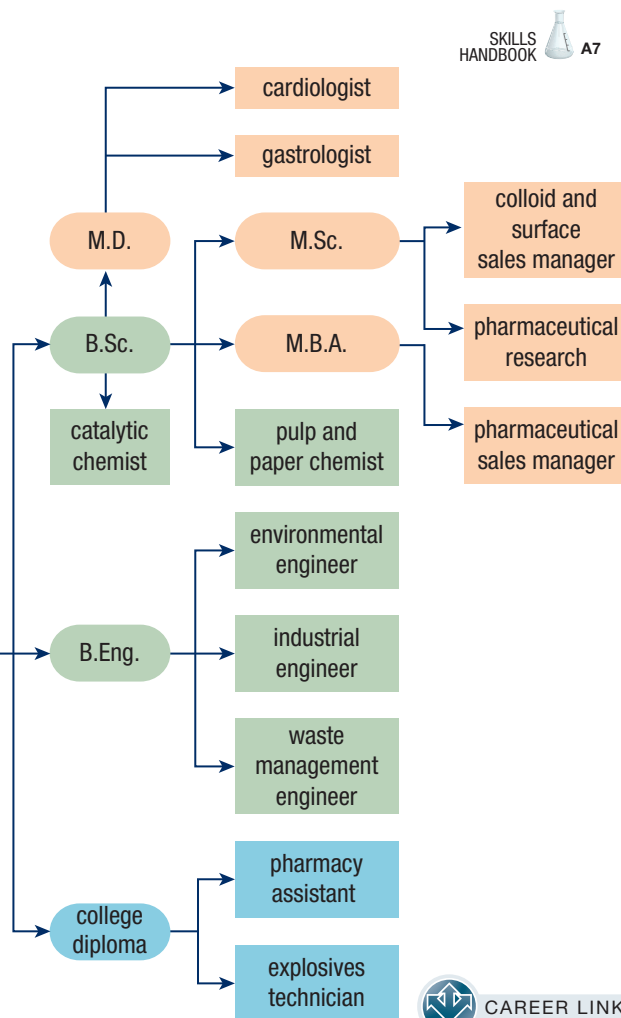 SKILLS
HANDBOOK
A7
cardiologist
gastrologist
M.D.
M.Sc.
colloid and
surface
sales manager
B.Sc.
M.B.A.
pharmaceutical
research
catalytic
chemist
pulp and
paper chemist
pharmaceutical
sales manager
environmental
engineer
B.Eng.
industrial
engineer
waste
management
engineer
college
diploma
pharmacy
assistant
explosives
technician
CAREER LINK